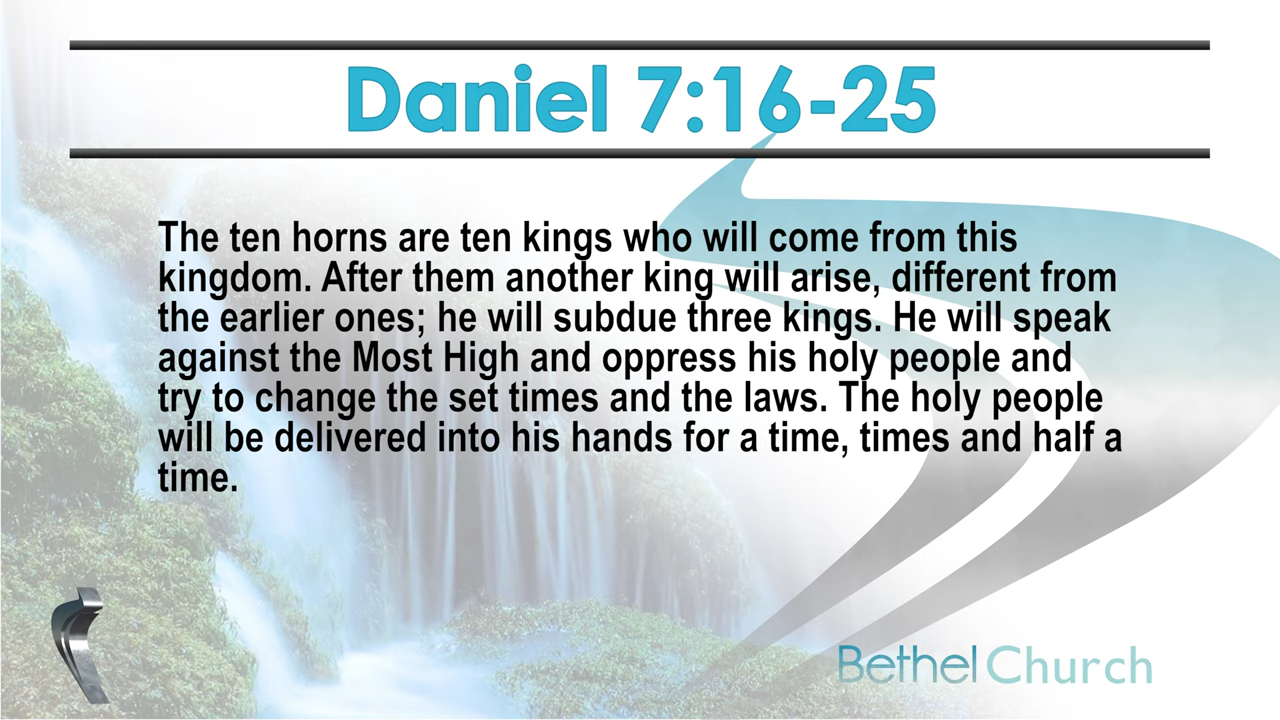 Daniel 7:16-25
The ten horns are ten kings who will come from this
kingdom. After them another king will arise, different from
the earlier ones; he will subdue three kings. He will speak
against the Most High and oppress his holy people and
try to change the set times and the laws. The holy people
will be delivered into his hands for a time, times and half a
time.
Bethel Church